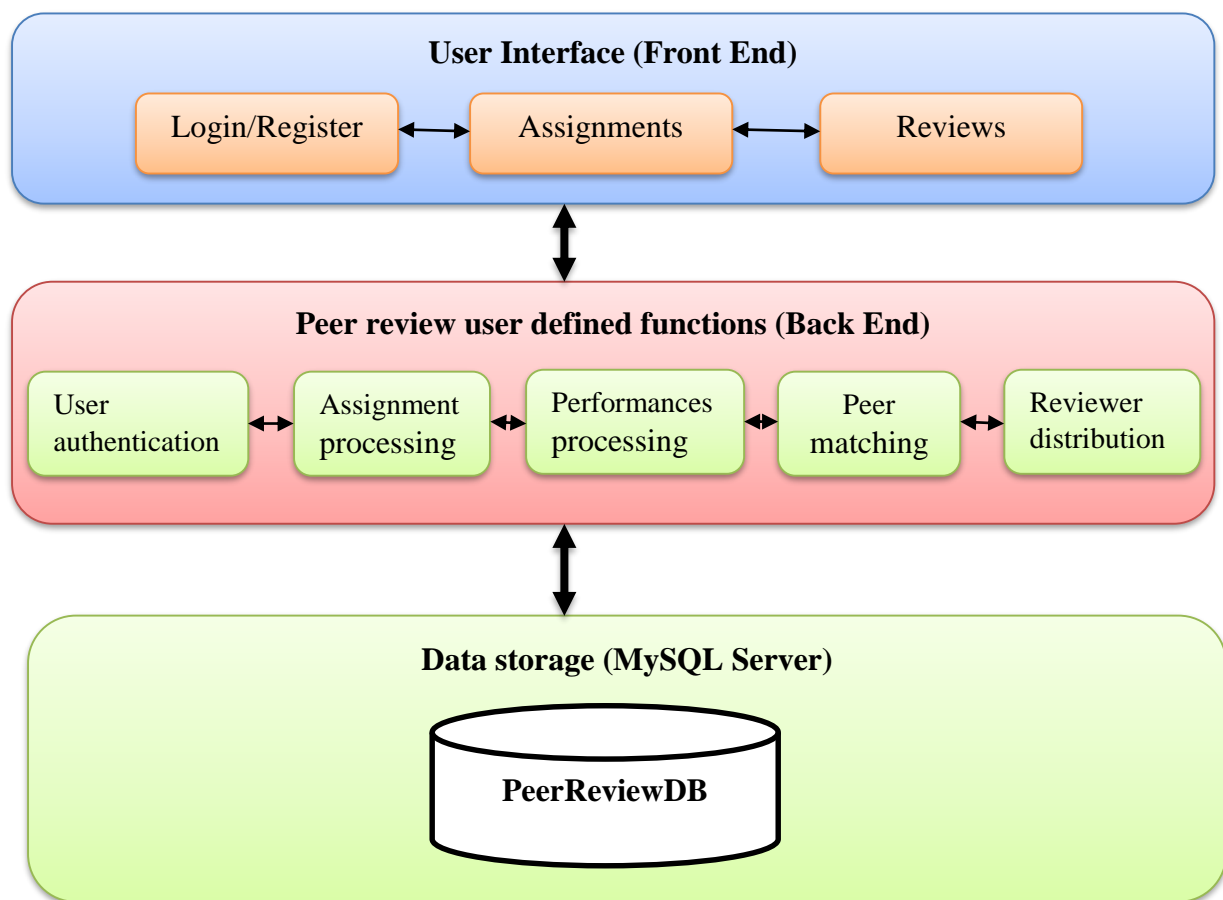 User Interface (Front End)
Login/Register
Assignments
Reviews
Peer review user defined functions (Back End)
User
authentication
Assignment
processing
Performances
processing
Peer
matching
Reviewer
distribution
Data storage (MySQL Server)
PeerReviewDB